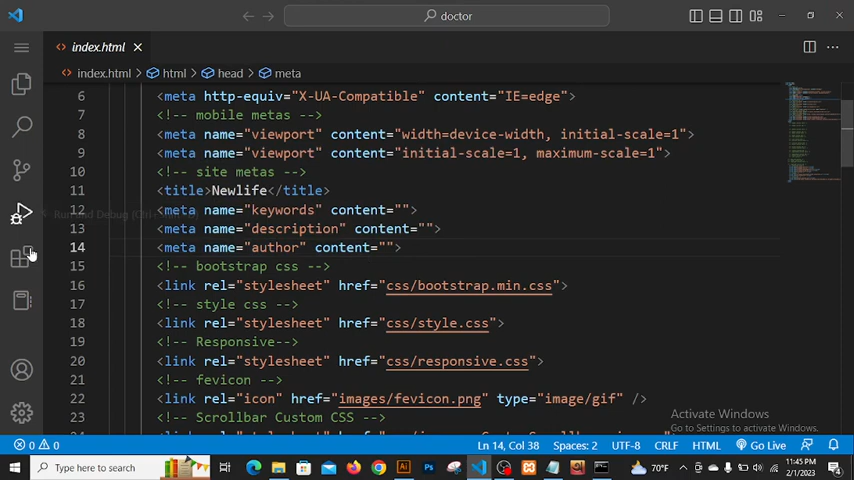 doctor
index.html
index.html html head meta
6 <meta http-equiv="X-UA-Compatible" content="IE=edge">
7 <!-- mobile metas -->
8 <meta name="viewport" content="width=device-width, initial-scale=1">
9 <meta name="viewport" content="initial-scale=1, maximum-scale=1">
10 <!-- site metas -->
11 <title>Newlife</title>
12 <meta name="keywords" content="">
13 <meta name="description" content="">
14 <meta name="author" content="">
15 <!-- bootstrap css -->
16 <link rel="stylesheet" href="css/bootstrap.min.css">
17 <!-- style css -->
18 <link rel="stylesheet" href="css/style.css">
19 <!-- Responsive-->
20 <link rel="stylesheet" href="css/responsive.css">
21 <!-- fevicon -->
22 <link rel="icon" href="images/fevicon.png" type="image/gif" />
23 <!-- Scrollbar Custom CSS -->
Run and Debug
Activate Windows
Go to Settings to activate Windows.
0 0 Ln 14, Col 38 Spaces: 2 UTF-8 CRLF HTML Go Live
Type here to search
70°F
11:45 PM
2/1/2023
4